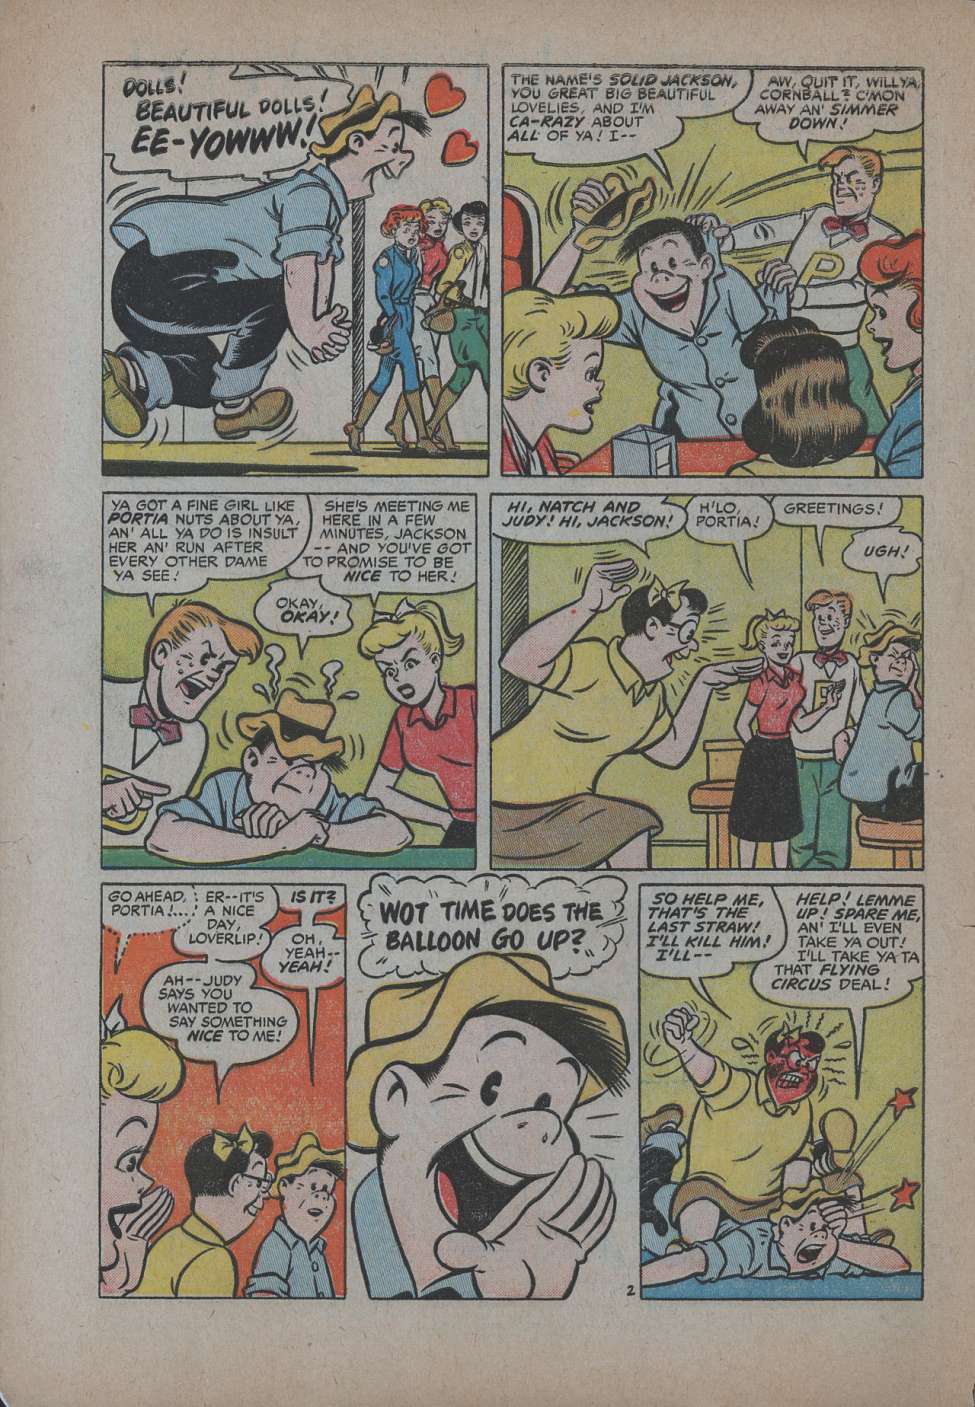 DOLLS!
BEAUTIFUL DOLLS!
EE-YOWWW!
THE NAME'S SOLID JACKSON,
YOU GREAT BIG BEAUTIFUL
LOVELIES, AND I'M
CA-RAZY ABOUT
ALL OF YA! I--
AW, QUIT IT, WILLYA,
CORNBALL? C'MON
AWAY AN' SIMMER
DOWN!
P
YA GOT A FINE GIRL LIKE
PORTIA NUTS ABOUT YA,
AN' ALL YA DO IS INSULT
HER AN' RUN AFTER
EVERY OTHER DAME
YA SEE!
OKAY,
OKAY!
SHE'S MEETING ME
HERE IN A FEW
MINUTES, JACKSON
-- AND YOU'VE GOT
TO PROMISE TO BE
NICE TO HER!
HI, NATCH AND
JUDY! HI, JACKSON!
H'LO,
PORTIA!
GREETINGS!
UGH!
P
GO AHEAD,
PORTIA!....!
ER--IT'S
A NICE
DAY,
LOVERLIP!
IS IT?
AH--JUDY
SAYS YOU
WANTED TO
SAY SOMETHING
NICE TO ME!
OH,
YEAH--
YEAH!
WOT TIME DOES THE
BALLOON GO UP?
SO HELP ME,
THAT'S THE
LAST STRAW!
I'LL KILL HIM!
I'LL--
HELP! LEMME
UP! SPARE ME,
AN' I'LL EVEN
TAKE YA OUT!
I'LL TAKE YA TA
THAT FLYING
CIRCUS DEAL!
2